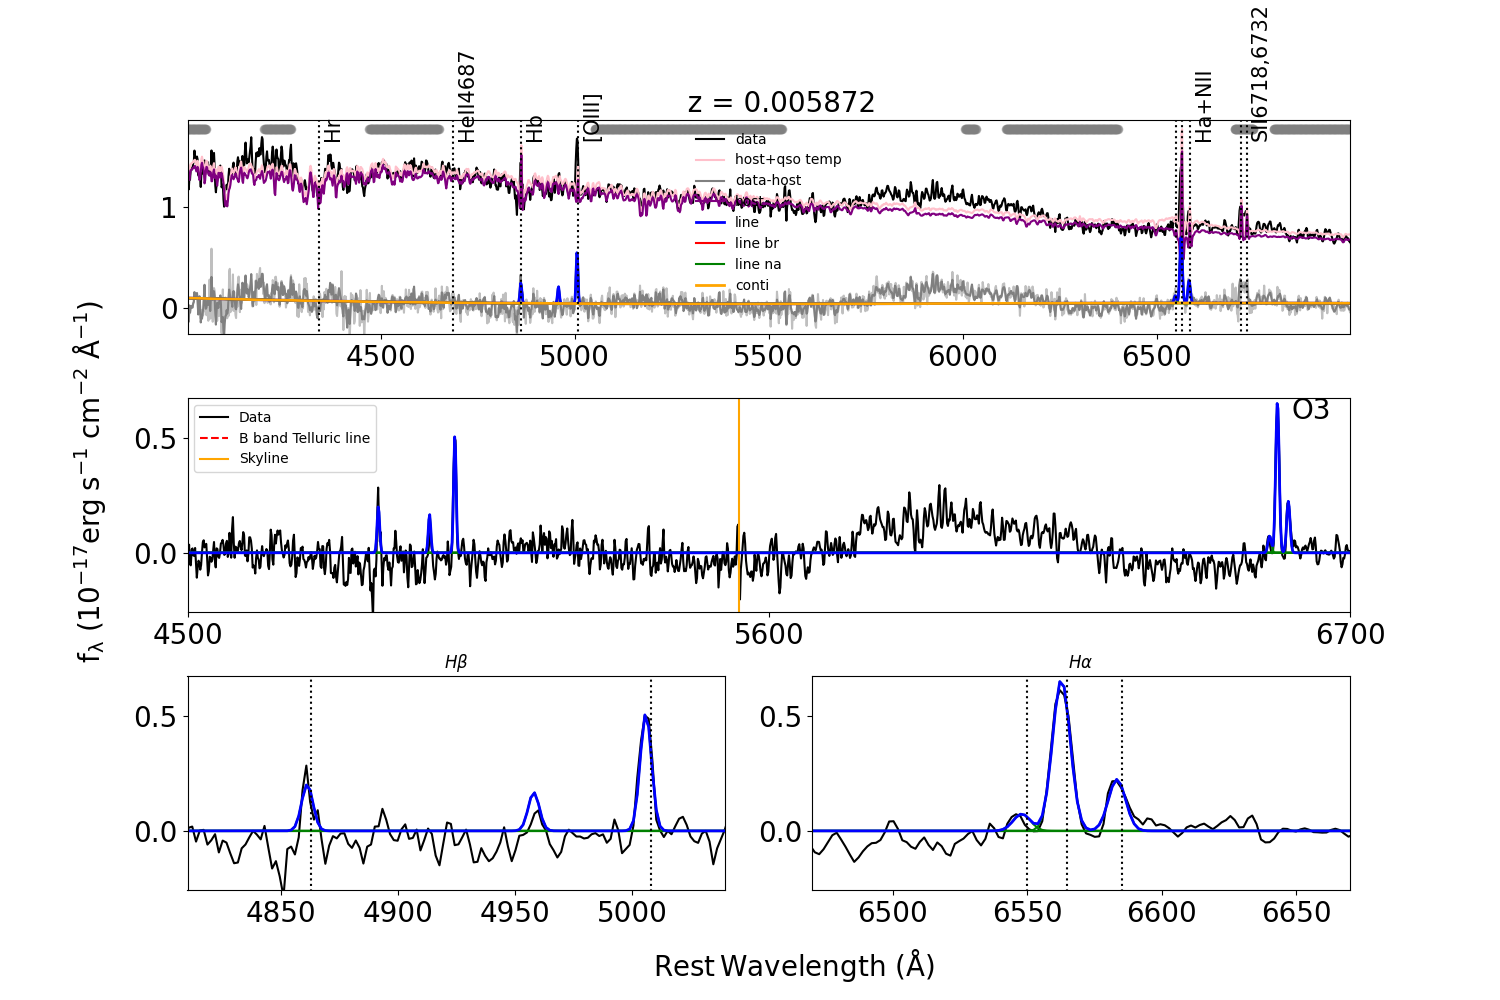 z = 0.005872
Hr
HeII4687
Hb
[OIII]
Ha+NII
SII6718,6732
data
host+qso temp
data-host
host
line
line br
line na
conti
1
0
4500 5000 5500 6000 6500
fλ (10⁻¹⁷erg s⁻¹ cm⁻² Å⁻¹)
Data
B band Telluric line
Skyline
O3
0.5
0.0
4500 5600 6700
Hβ
0.5
0.0
4850 4900 4950 5000
Hα
0.5
0.0
6500 6550 6600 6650
Rest Wavelength (Å)